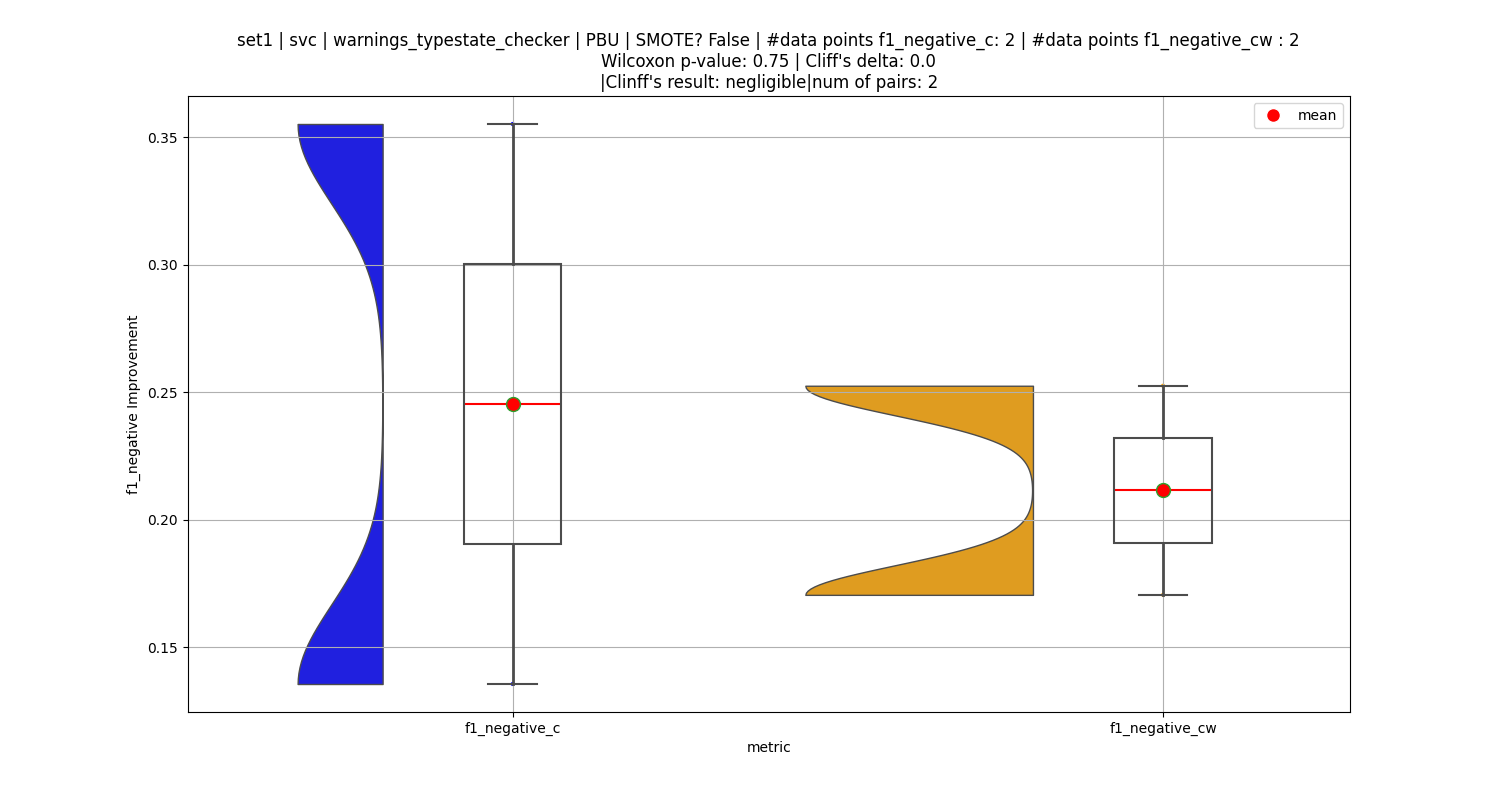 set1 | svc | warnings_typestate_checker | PBU | SMOTE? False | #data points f1_negative_c: 2 | #data points f1_negative_cw : 2
Wilcoxon p-value: 0.75 | Cliff's delta: 0.0
|Clinff's result: negligible|num of pairs: 2
mean
0.35
0.30
0.25
0.20
0.15
f1_negative Improvement
f1_negative_c
f1_negative_cw
metric